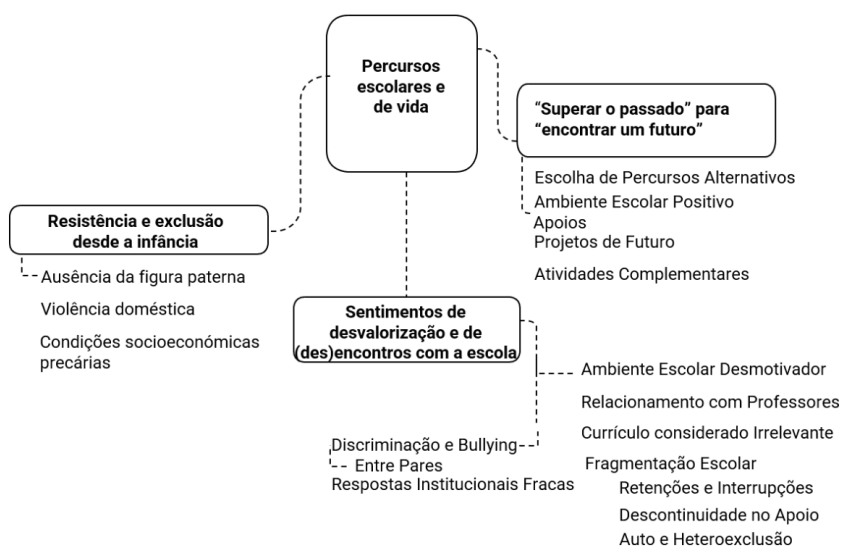 Percursos
escolares e
de vida
“Superar o passado” para
“encontrar um futuro”
Escolha de Percursos Alternativos
Ambiente Escolar Positivo
Apoios
Projetos de Futuro
Atividades Complementares
Resistência e exclusão
desde a infância
Ausência da figura paterna
Violência doméstica
Condições socioeconómicas
precárias
Sentimentos de
desvalorização e de
(des)encontros com a escola
Ambiente Escolar Desmotivador
Relacionamento com Professores
Currículo considerado Irrelevante
Fragmentação Escolar
Retenções e Interrupções
Descontinuidade no Apoio
Auto e Heteroexclusão
Discriminação e Bullying
Entre Pares
Respostas Institucionais Fracas